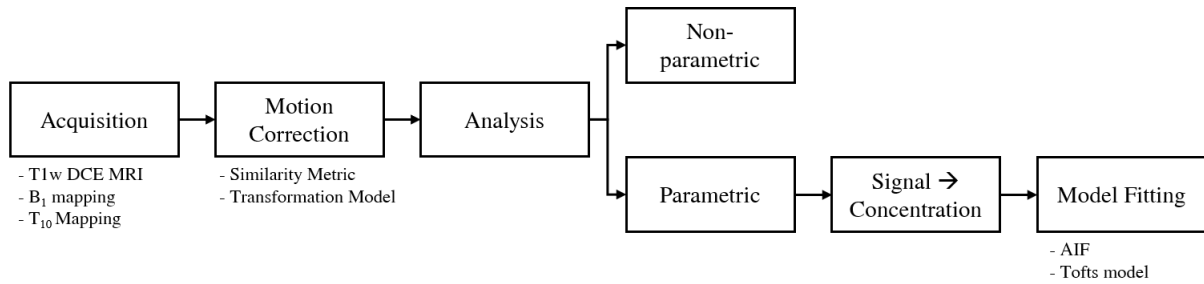 Acquisition
- T1w DCE MRI
- B₁ mapping
- T₁₀ Mapping
Motion
Correction
- Similarity Metric
- Transformation Model
Analysis
Non-
parametric
Parametric
Signal →
Concentration
Model Fitting
- AIF
- Tofts model